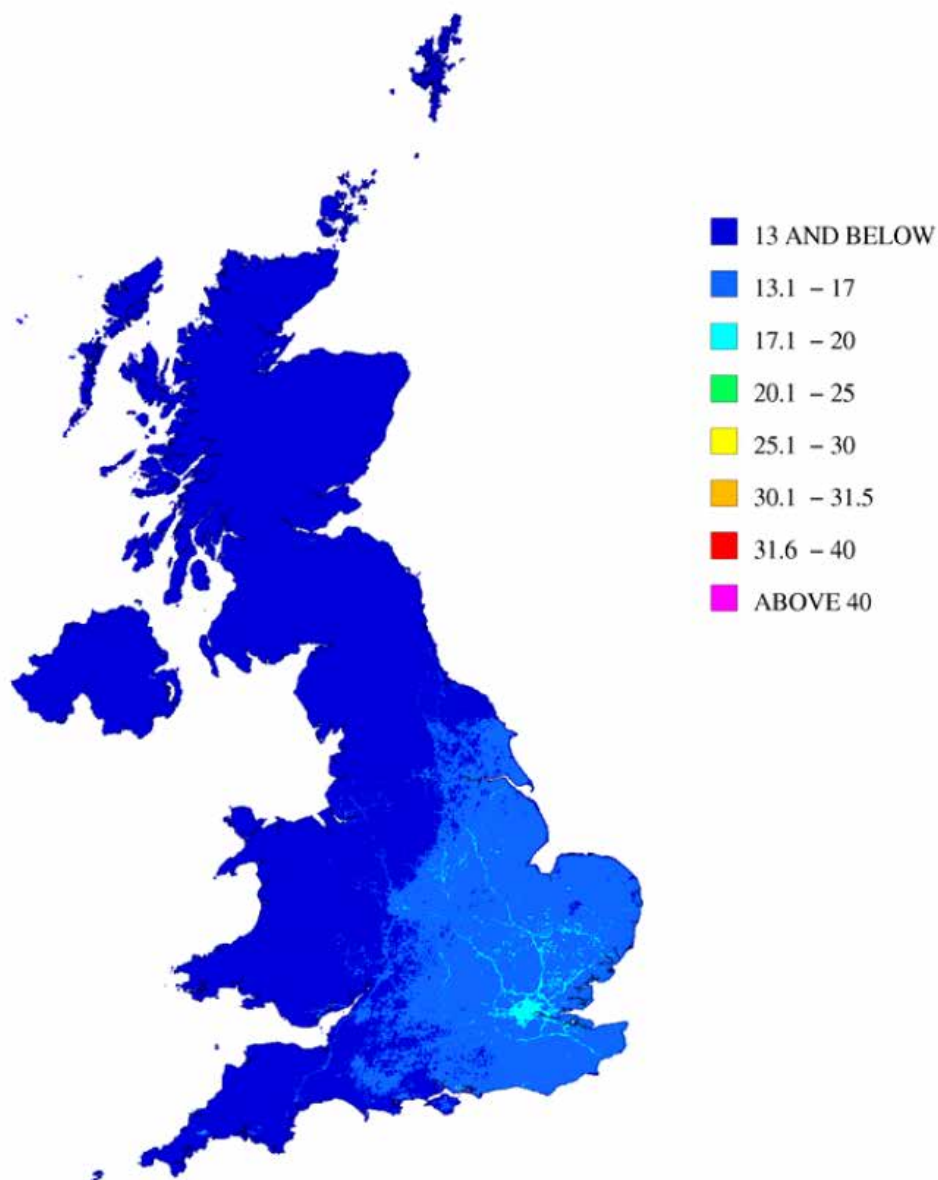 13 AND BELOW
13.1 – 17
17.1 – 20
20.1 – 25
25.1 – 30
30.1 – 31.5
31.6 – 40
ABOVE 40